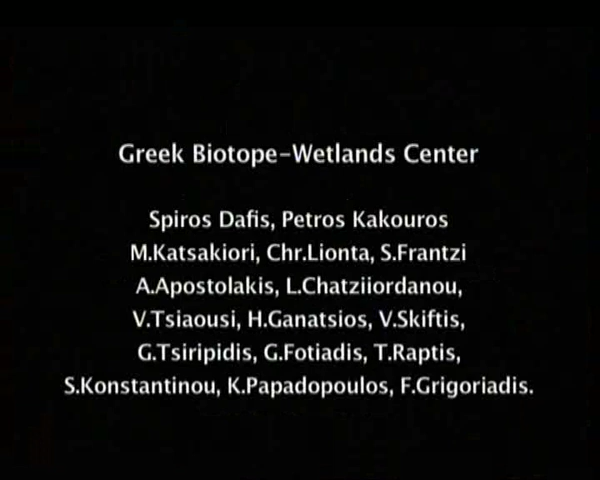 Greek Biotope-Wetlands Center
Spiros Dafis, Petros Kakouros
M.Katsakiori, Chr.Lionta, S.Frantzi
A.Apostolakis, L.Chatziiordanou,
V.Tsiaousi, H.Ganatsios, V.Skiftis,
G.Tsiripidis, G.Fotiadis, T.Raptis,
S.Konstantinou, K.Papadopoulos, F.Grigoriadis.